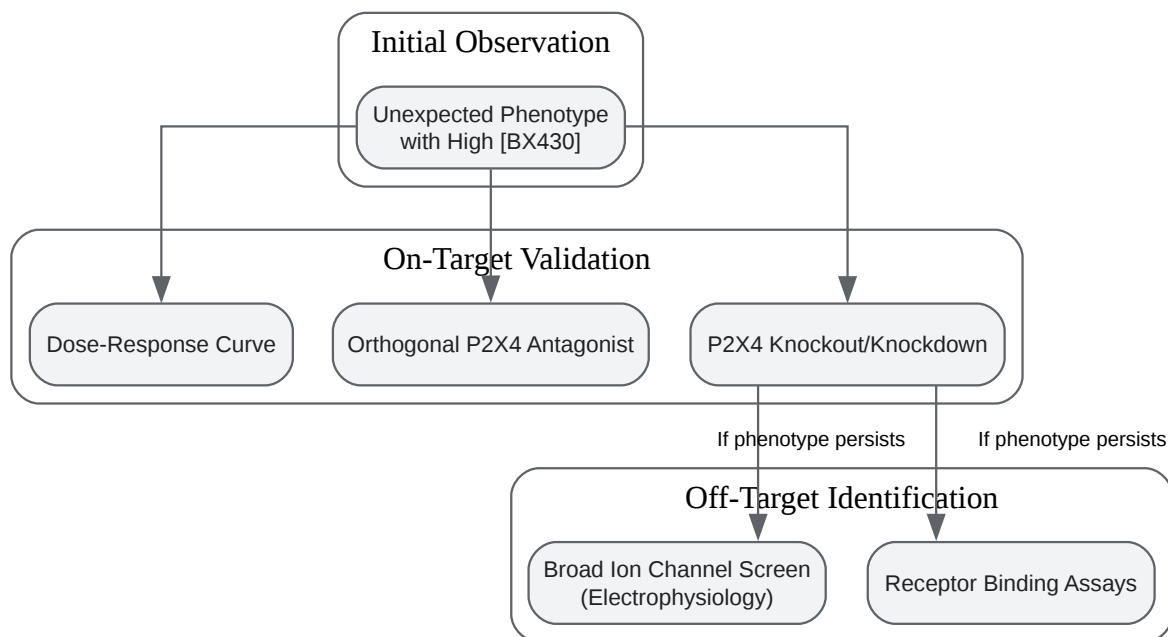 Initial Observation
Unexpected Phenotype
with High [BX430]
On-Target Validation
Dose-Response Curve
Orthogonal P2X4 Antagonist
P2X4 Knockout/Knockdown
If phenotype persists
If phenotype persists
Off-Target Identification
Broad Ion Channel Screen
(Electrophysiology)
Receptor Binding Assays